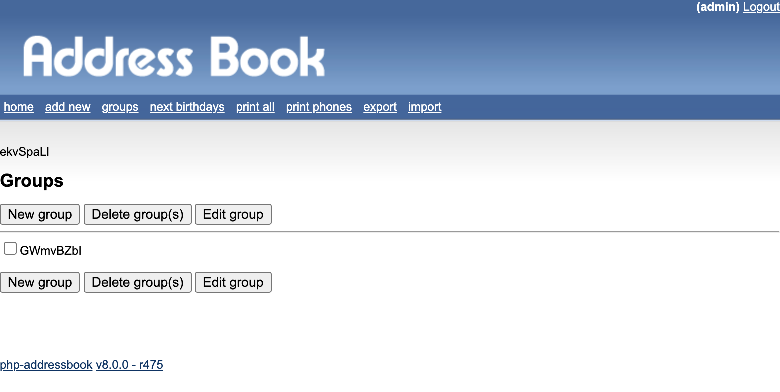 (admin) Logout
Address Book
home add new groups next birthdays print all print phones export import
ekvSpaLI
Groups
New group Delete group(s) Edit group
GWmvBZbI
New group Delete group(s) Edit group
php-addressbook v8.0.0 - r475